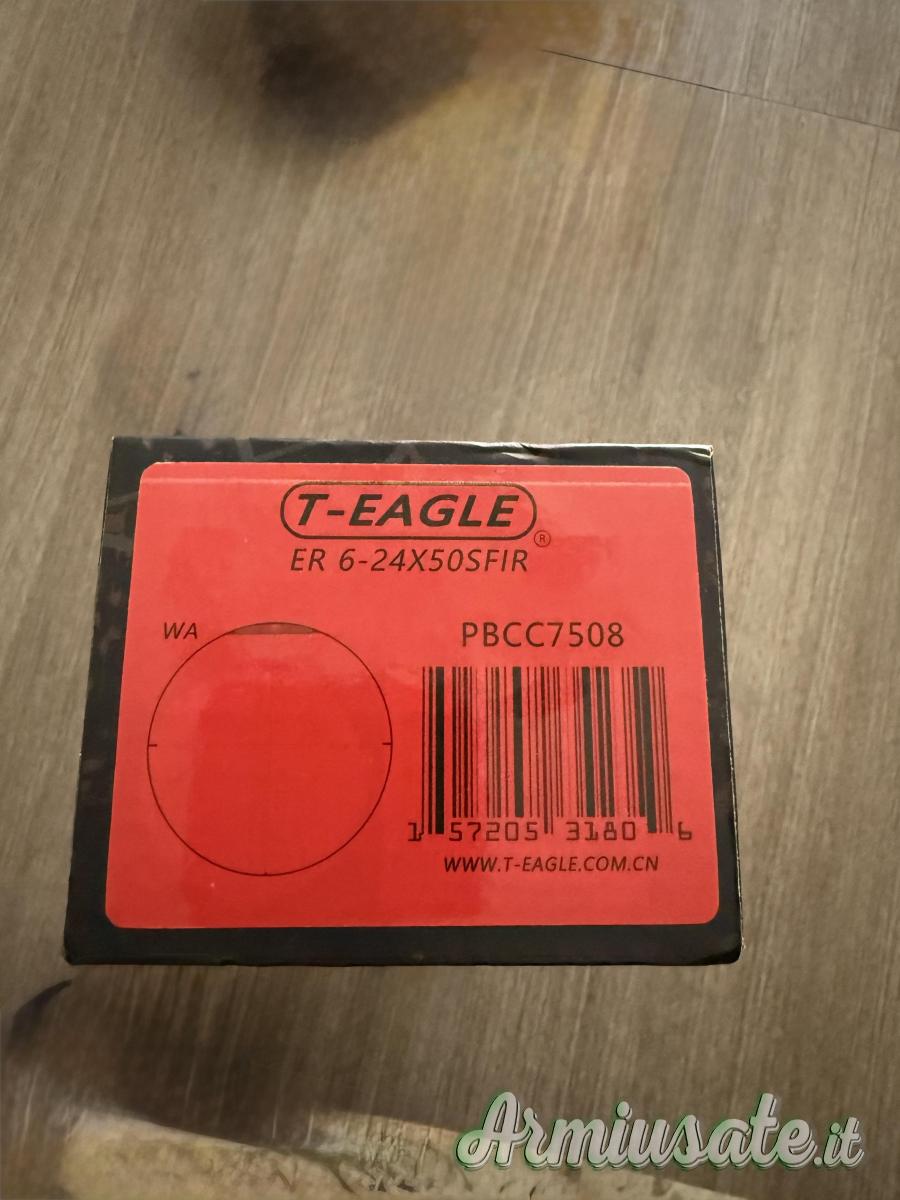 T-EAGLE ®
ER 6-24X50SFIR
WA
PBCC7508
1 57205 3180 6
WWW.T-EAGLE.COM.CN
Armiusate.it